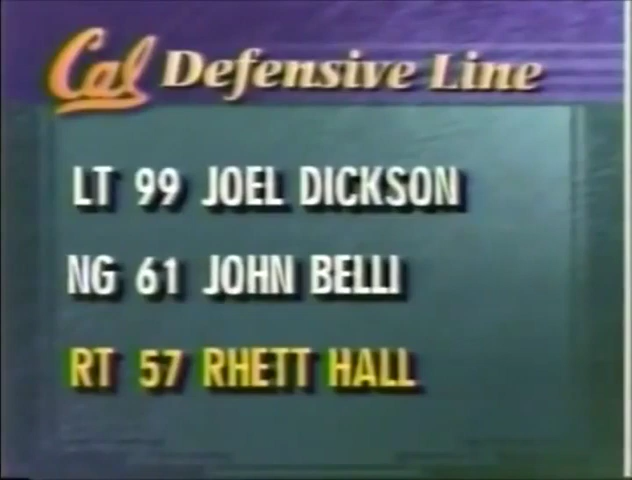 Cal Defensive Line
LT 99 JOEL DICKSON
NG 61 JOHN BELLI
RT 57 RHETT HALL